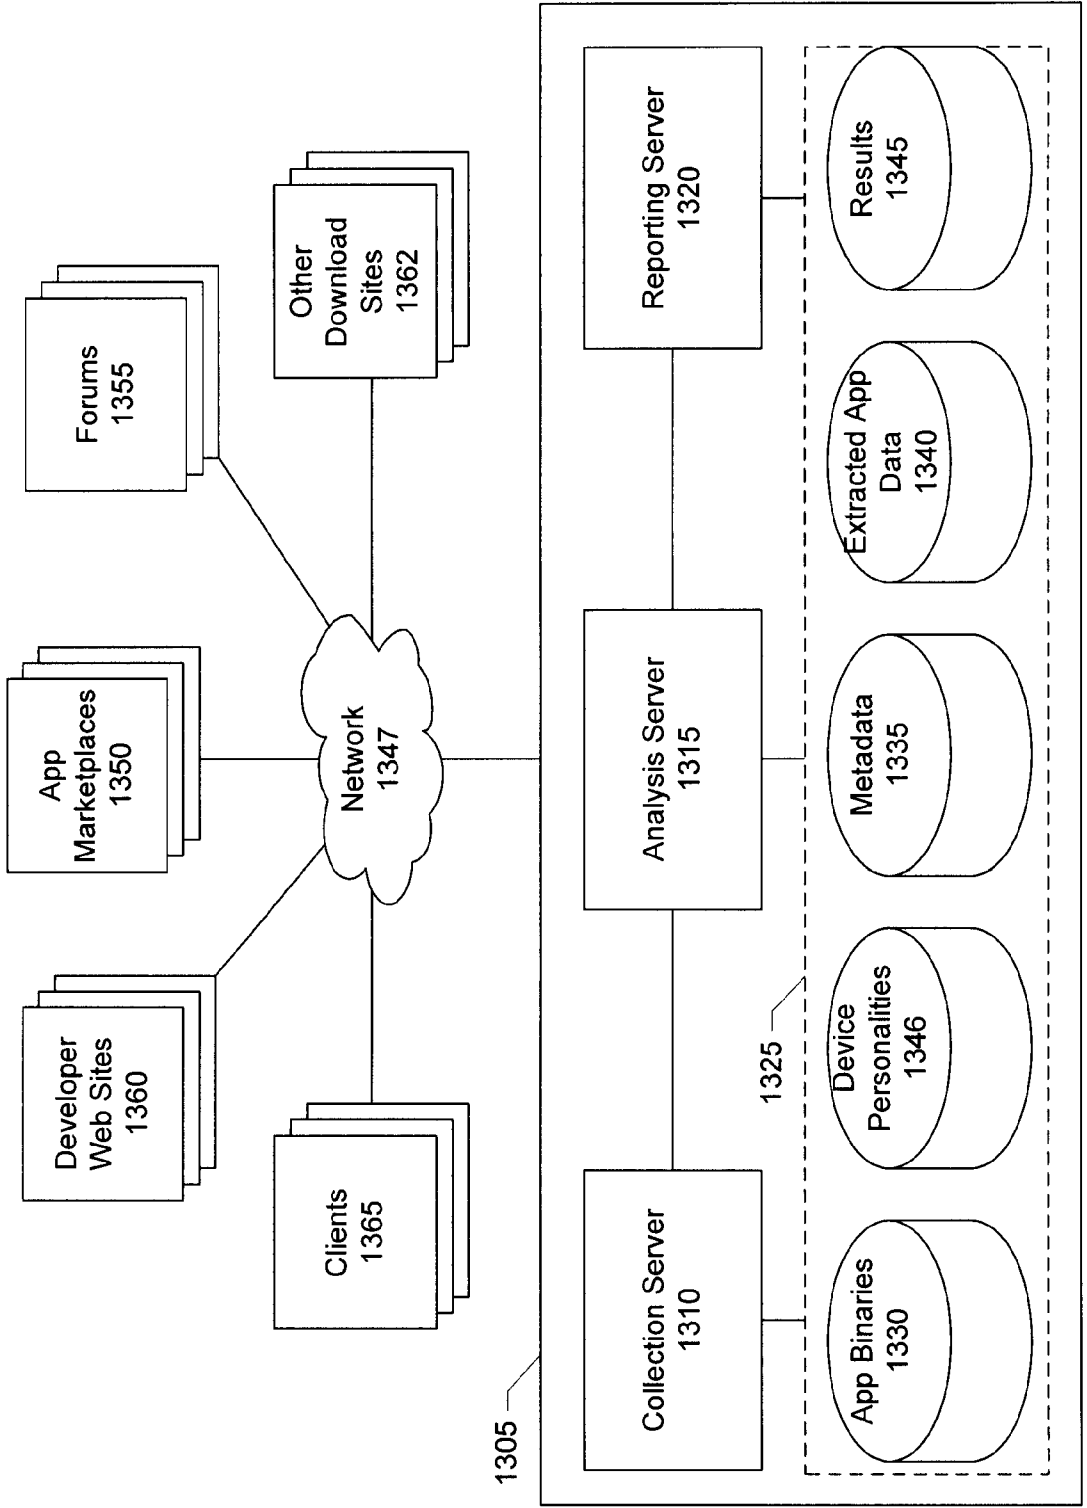 App
Marketplaces
1350
Developer
Web Sites
1360
Forums
1355
Clients
1365
Network
1347
Other
Download
Sites
1362
1305
Collection Server
1310
Analysis Server
1315
Reporting Server
1320
1325
App Binaries
1330
Device
Personalities
1346
Metadata
1335
Extracted App
Data
1340
Results
1345